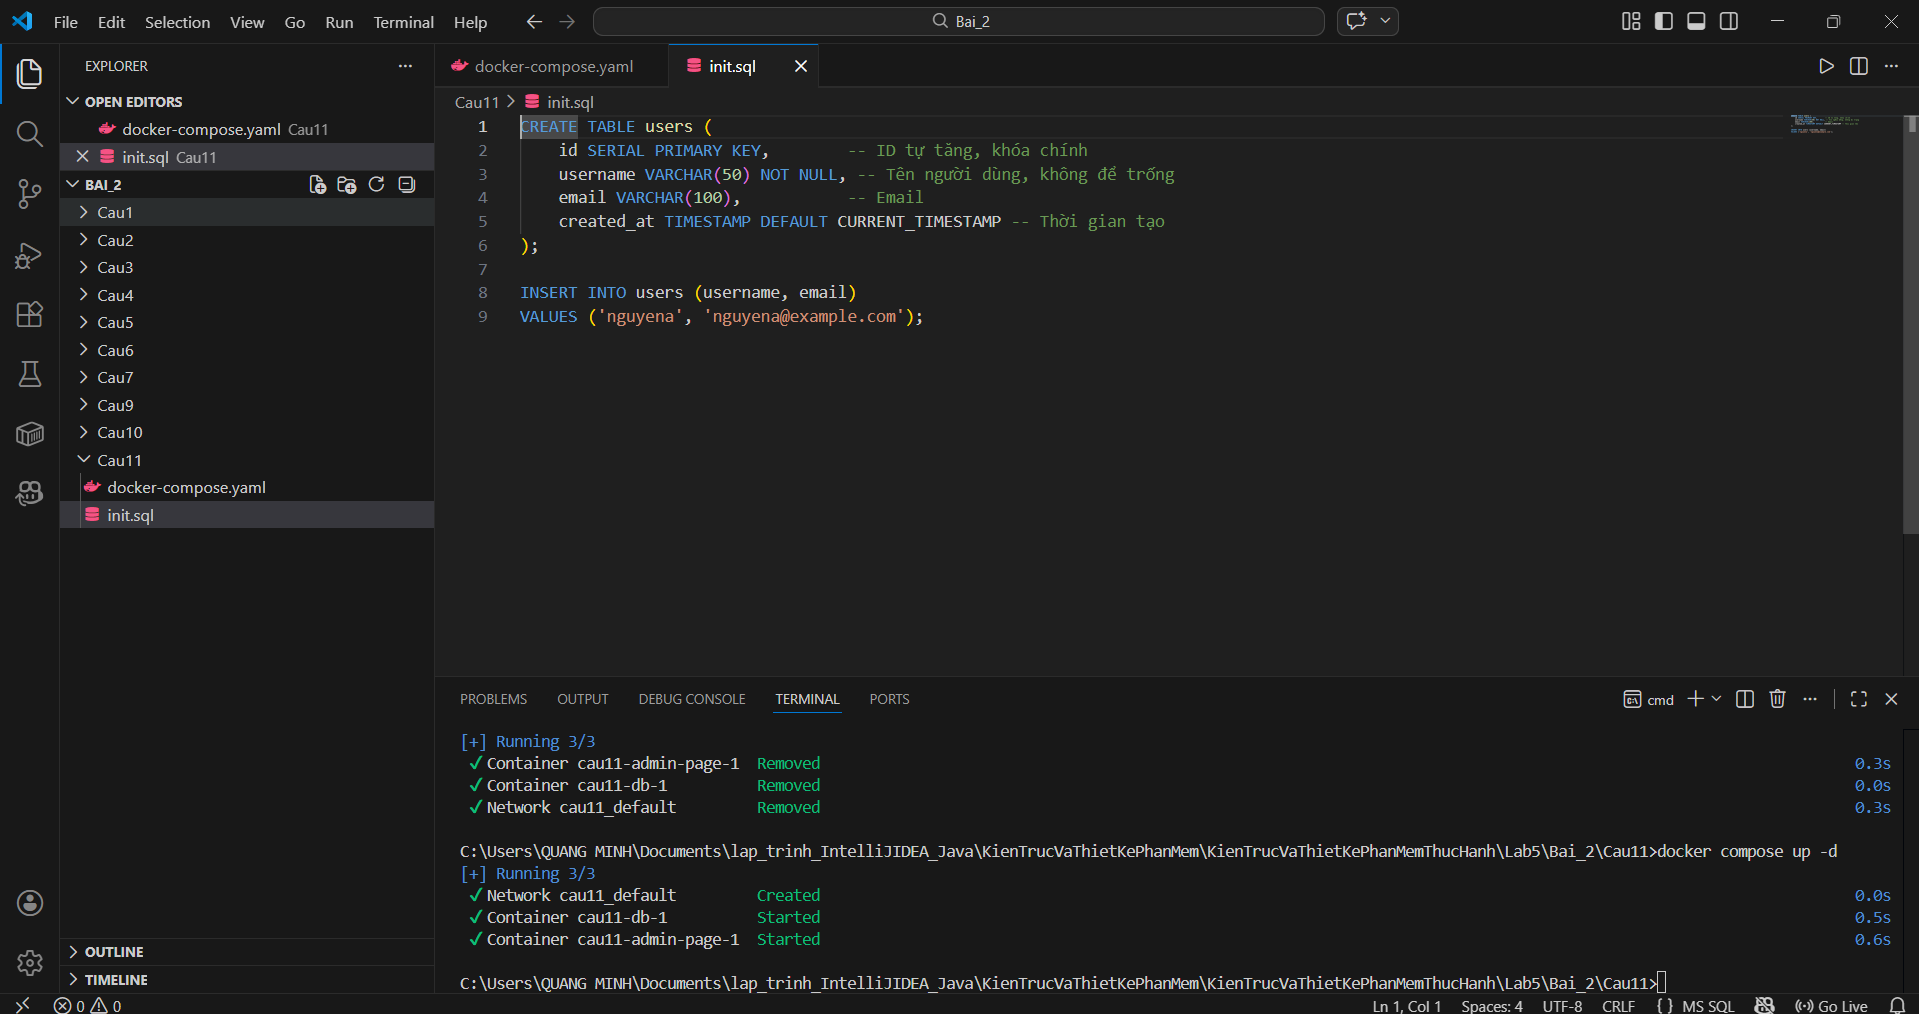 File Edit Selection View Go Run Terminal Help
Bai_2
EXPLORER
OPEN EDITORS
docker-compose.yaml Cau11
init.sql Cau11
BAI_2
Cau1
Cau2
Cau3
Cau4
Cau5
Cau6
Cau7
Cau9
Cau10
Cau11
docker-compose.yaml
init.sql
OUTLINE
TIMELINE
docker-compose.yaml
init.sql
Cau11 > init.sql
1 CREATE TABLE users (
2 id SERIAL PRIMARY KEY, -- ID tự tăng, khóa chính
3 username VARCHAR(50) NOT NULL, -- Tên người dùng, không để trống
4 email VARCHAR(100), -- Email
5 created_at TIMESTAMP DEFAULT CURRENT_TIMESTAMP -- Thời gian tạo
6 );
7
8 INSERT INTO users (username, email)
9 VALUES ('nguyena', 'nguyena@example.com');
PROBLEMS OUTPUT DEBUG CONSOLE TERMINAL PORTS
cmd
[+] Running 3/3
✔ Container cau11-admin-page-1 Removed 0.3s
✔ Container cau11-db-1 Removed 0.0s
✔ Network cau11_default Removed 0.3s
C:\Users\QUANG MINH\Documents\lap_trinh_IntelliJIDEA_Java\KienTrucVaThietKePhanMem\KienTrucVaThietKePhanMemThucHanh\Lab5\Bai_2\Cau11>docker compose up -d
[+] Running 3/3
✔ Network cau11_default Created 0.0s
✔ Container cau11-db-1 Started 0.5s
✔ Container cau11-admin-page-1 Started 0.6s
C:\Users\QUANG MINH\Documents\lap_trinh_IntelliJIDEA_Java\KienTrucVaThietKePhanMem\KienTrucVaThietKePhanMemThucHanh\Lab5\Bai_2\Cau11>
0 0 Ln 1, Col 1 Spaces: 4 UTF-8 CRLF {} MS SQL Go Live